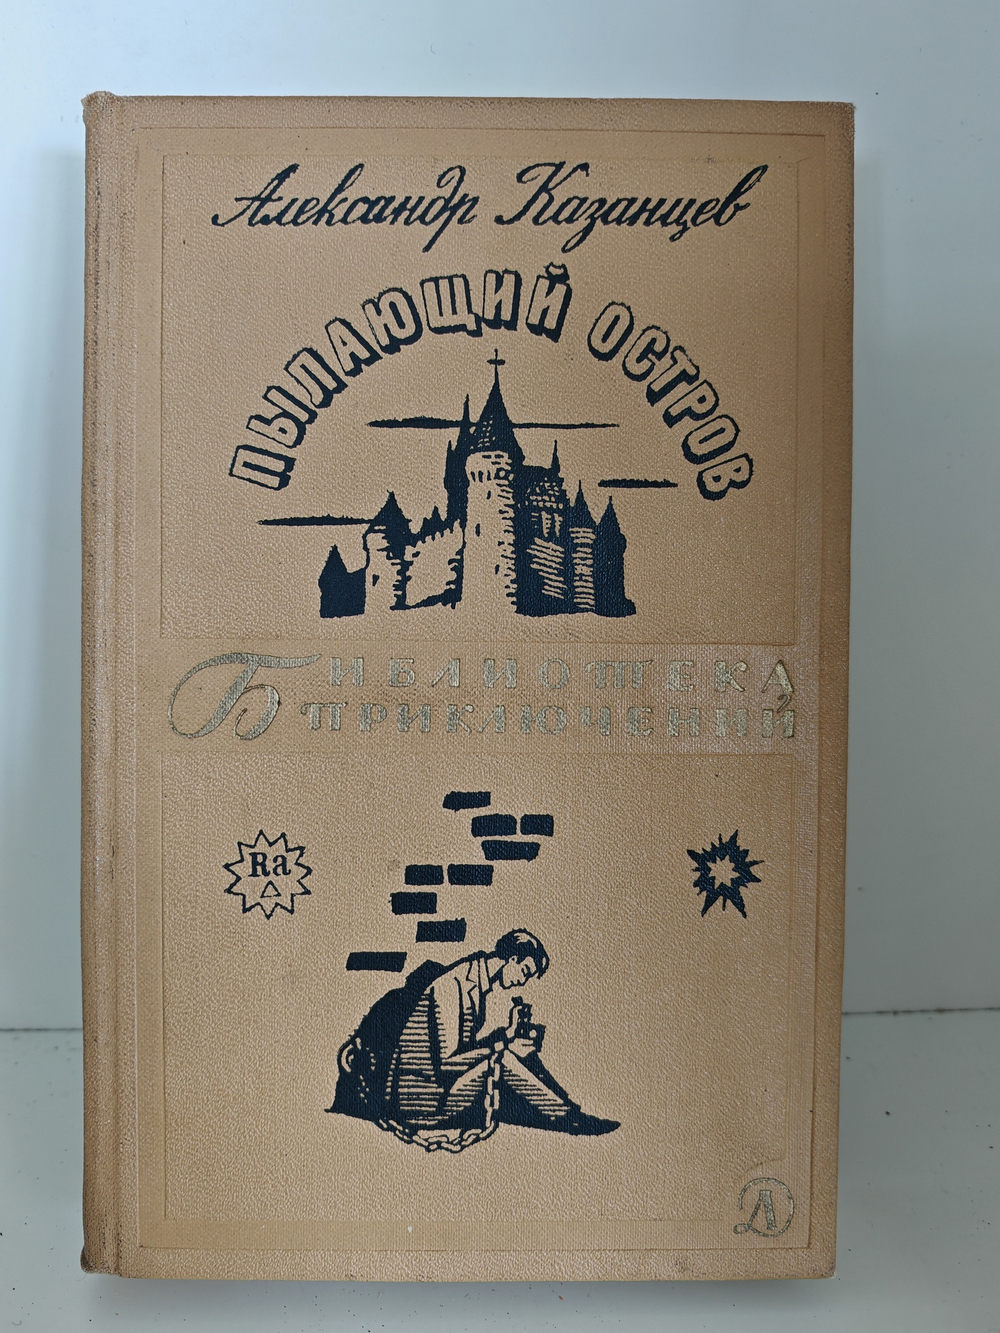 Александр Казанцев
ПЫЛАЮЩИЙ ОСТРОВ
БИБЛИОТЕКА
ПРИКЛЮЧЕНИЙ
Ra
Д